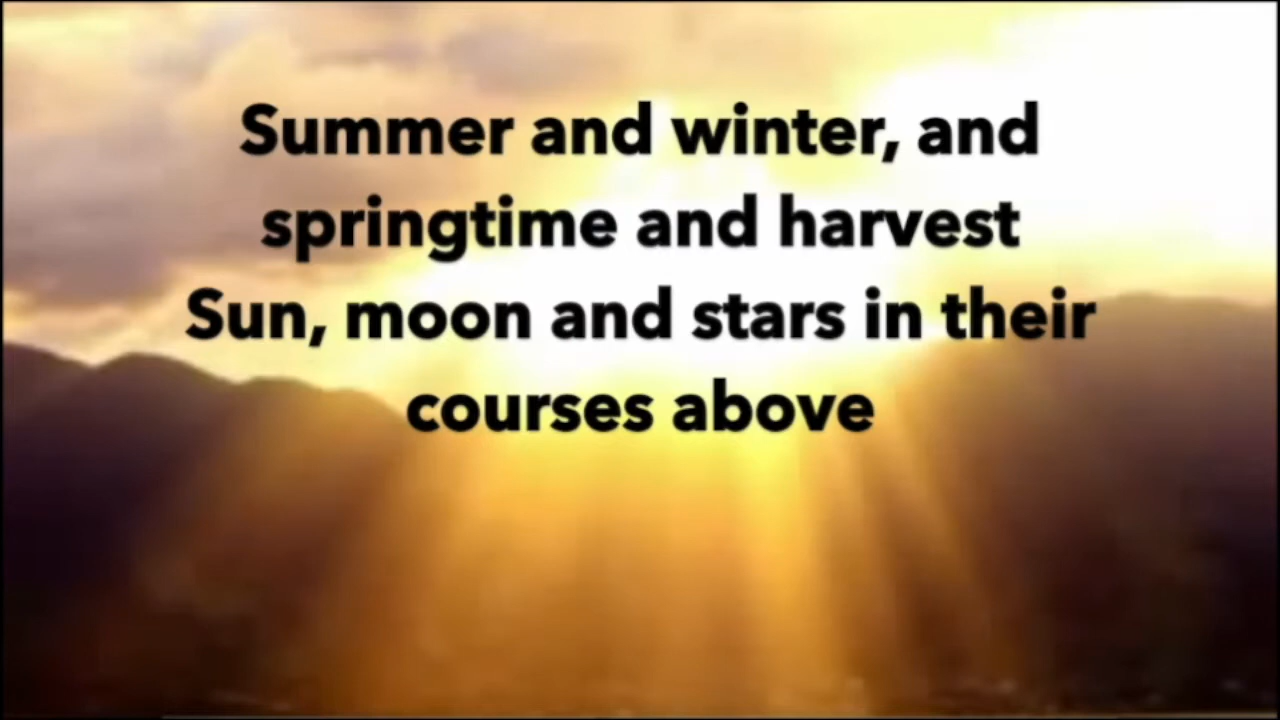 Summer and winter, and
springtime and harvest
Sun, moon and stars in their
courses above